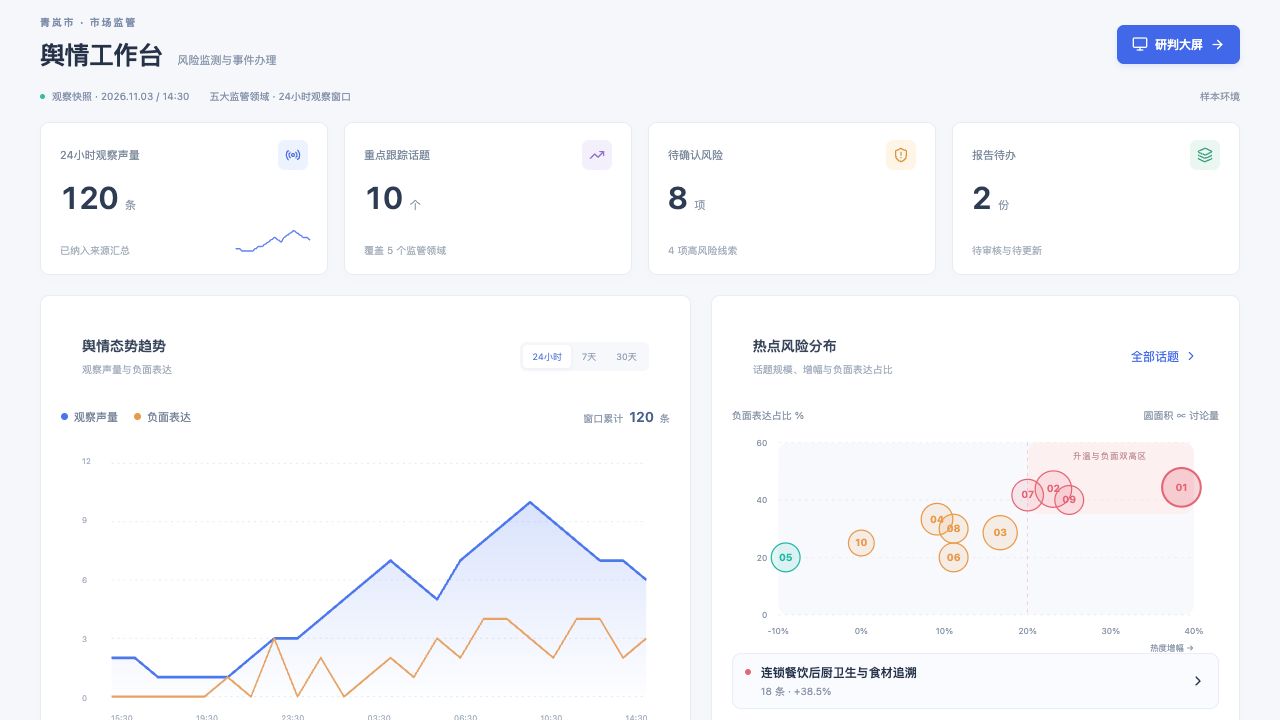 青岚市 · 市场监管
舆情工作台 风险监测与事件办理
研判大屏
观察快照 · 2026.11.03 / 14:30 五大监管领域 · 24小时观察窗口
样本环境
24小时观察声量
120 条
已纳入来源汇总
重点跟踪话题
10 个
覆盖 5 个监管领域
待确认风险
8 项
4 项高风险线索
报告待办
2 份
待审核与待更新
舆情态势趋势
观察声量与负面表达
24小时 7天 30天
观察声量 负面表达
窗口累计 120 条
12
9
6
3
0
15:30 19:30 23:30 03:30 06:30 10:30 14:30
热点风险分布
话题规模、增幅与负面表达占比
全部话题
负面表达占比 %
圆面积 ∝ 讨论量
60
40
20
0
升温与负面双高区
01
02
07
09
04
08
03
10
05
06
-10% 0% 10% 20% 30% 40%
热度增幅 →
连锁餐饮后厨卫生与食材追溯
18 条 · +38.5%